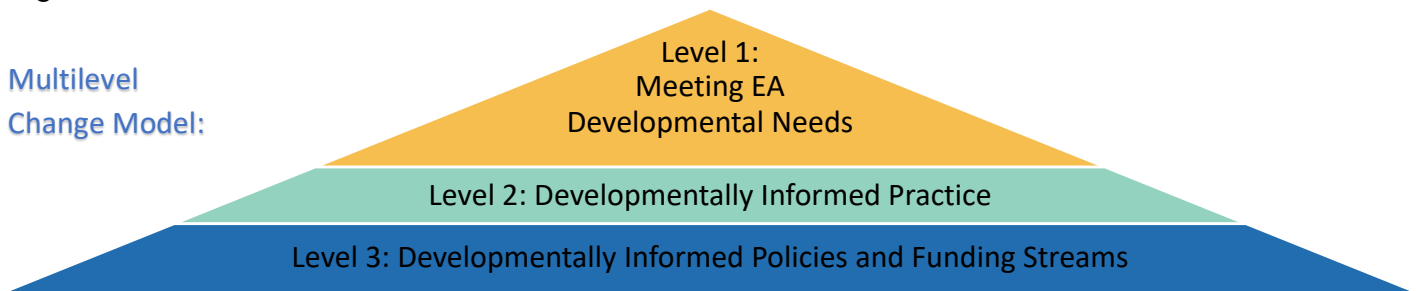 Multilevel
Change Model:
Level 1:
Meeting EA
Developmental Needs
Level 2: Developmentally Informed Practice
Level 3: Developmentally Informed Policies and Funding Streams